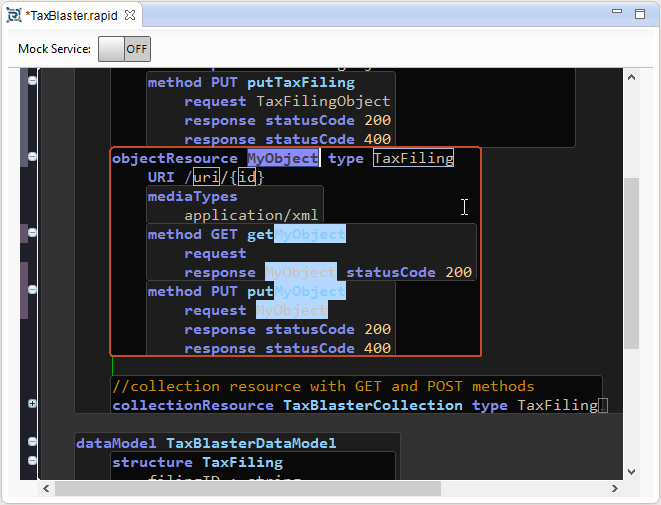 *TaxBlaster.rapid
Mock Service: OFF
method PUT putTaxFiling
request TaxFilingObject
response statusCode 200
response statusCode 400
objectResource MyObject type TaxFiling
URI /uri/{id}
mediaTypes
application/xml
method GET getMyObject
request
response MyObject statusCode 200
method PUT putMyObject
request MyObject
response statusCode 200
response statusCode 400
//collection resource with GET and POST methods
collectionResource TaxBlasterCollection type TaxFiling
dataModel TaxBlasterDataModel
structure TaxFiling
filingID : string